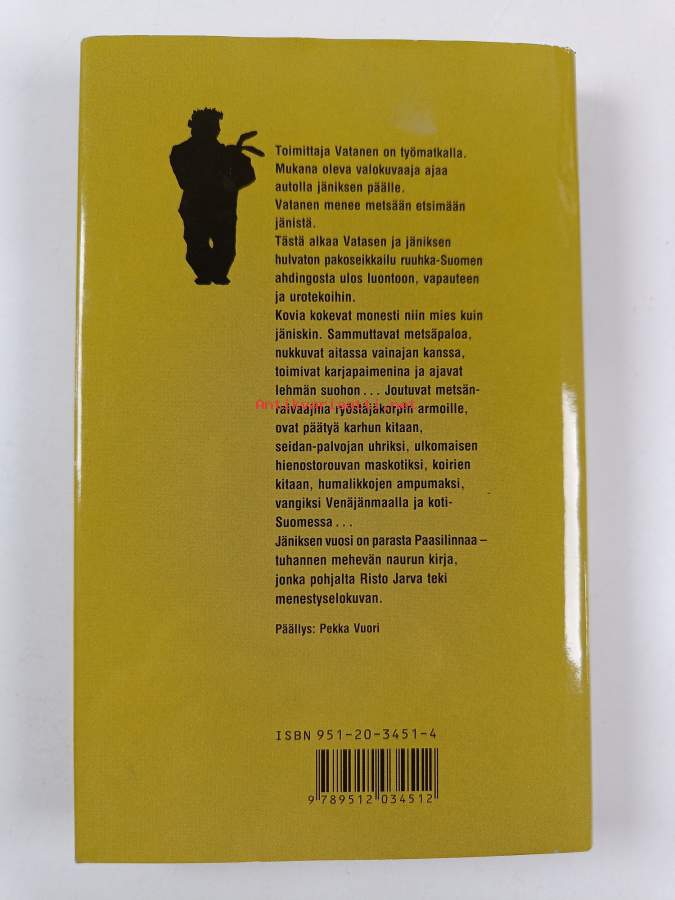 Toimittaja Vatanen on työmatkalla.
Mukana oleva valokuvaaja ajaa
autolla jäniksen päälle.
Vatanen menee metsään etsimään
jänistä.
Tästä alkaa Vatasen ja jäniksen
hulvaton pakoseikkailu ruuhka-Suomen
ahdingosta ulos luontoon, vapauteen
ja urotekoihin.
Kovia kokevat monesti niin mies kuin
jäniskin. Sammuttavat metsäpaloa,
nukkuvat aitassa vainajan kanssa,
toimivat karjapaimenina ja ajavat
lehmän suohon... Joutuvat metsän-
raivaajina ryöstäjäkorpin armoille,
ovat päätyä karhun kitaan,
seidan-palvojan uhriksi, ulkomaisen
hienostorouvan maskotiksi, koirien
kitaan, humalikkojen ampumaksi,
vangiksi Venäjänmaalla ja koti-
Suomessa...
Jäniksen vuosi on parasta Paasilinnaa –
tuhannen mehevän naurun kirja,
jonka pohjalta Risto Jarva teki
menestyselokuvan.
Päällys: Pekka Vuori
ISBN 951-20-3451-4
9 789512 034512